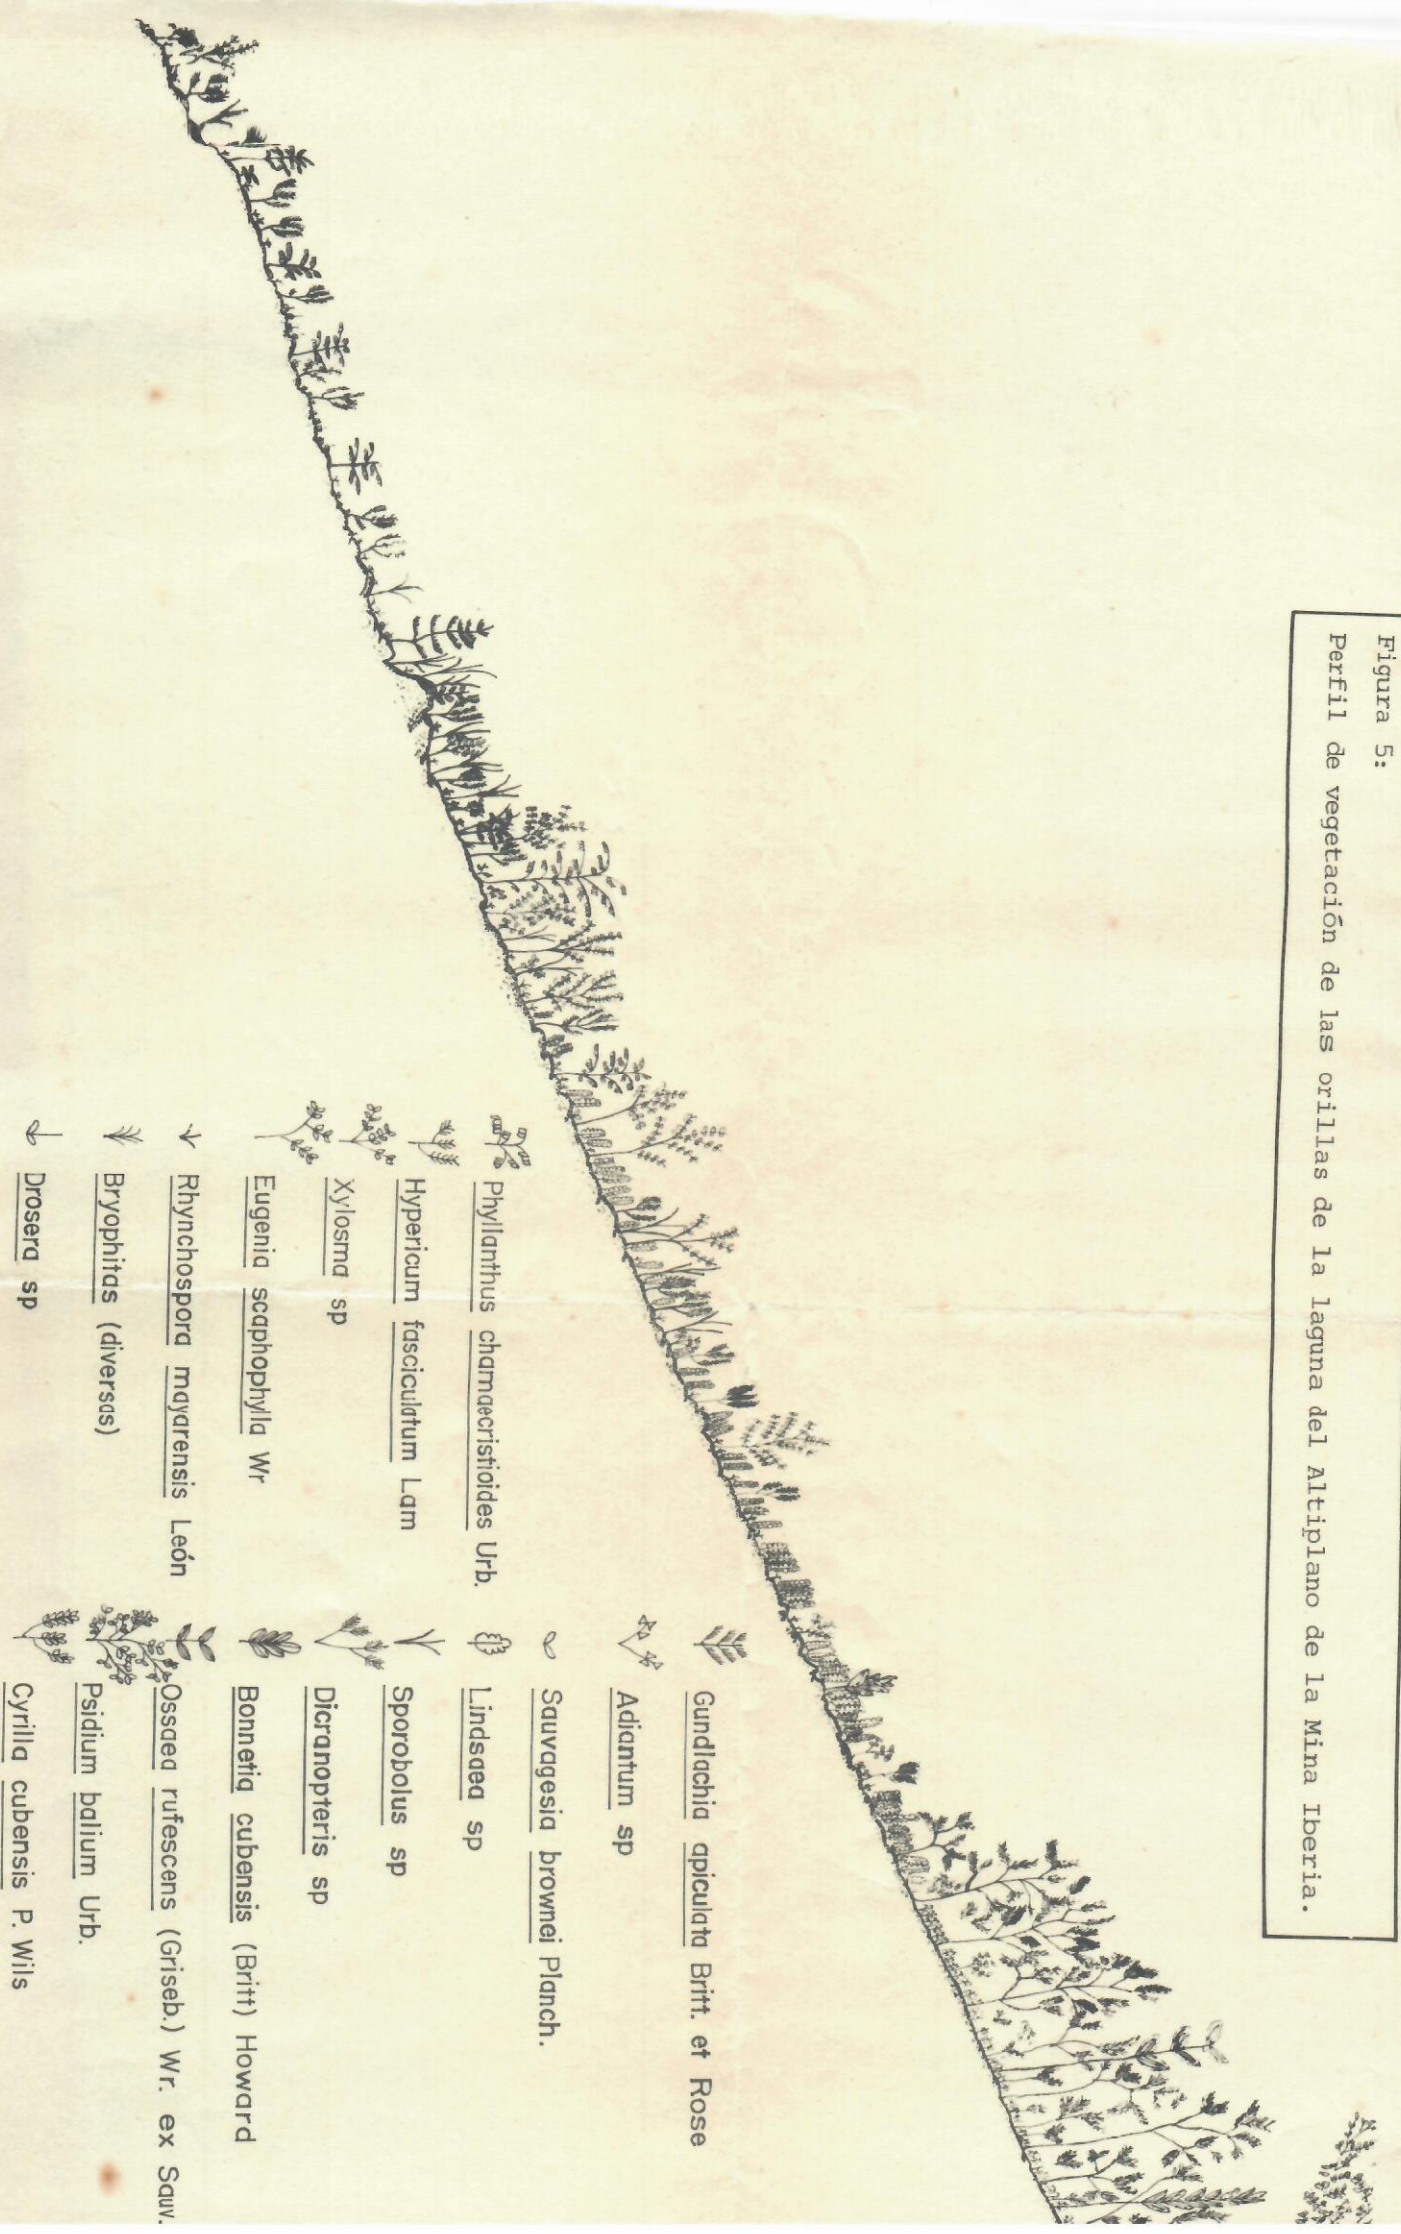 Figura 5:
Perfil de vegetación de las orillas de la laguna del Altiplano de la Mina Iberia.
Phyllanthus chamaecristioides Urb.
Hypericum fasciculatum Lam
Xylosma sp
Eugenia scaphophylla Wr
Rhynchospora mayarensis León
Bryophitas (diversas)
Drosera sp
Gundlachia apiculata Britt. et Rose
Adiantum sp
Sauvagesia brownei Planch.
Lindsaea sp
Sporobolus sp
Dicranopteris sp
Bonnetia cubensis (Britt) Howard
Ossaea rufescens (Griseb.) Wr. ex Sauv.
Psidium balium Urb.
Cyrilla cubensis P. Wils